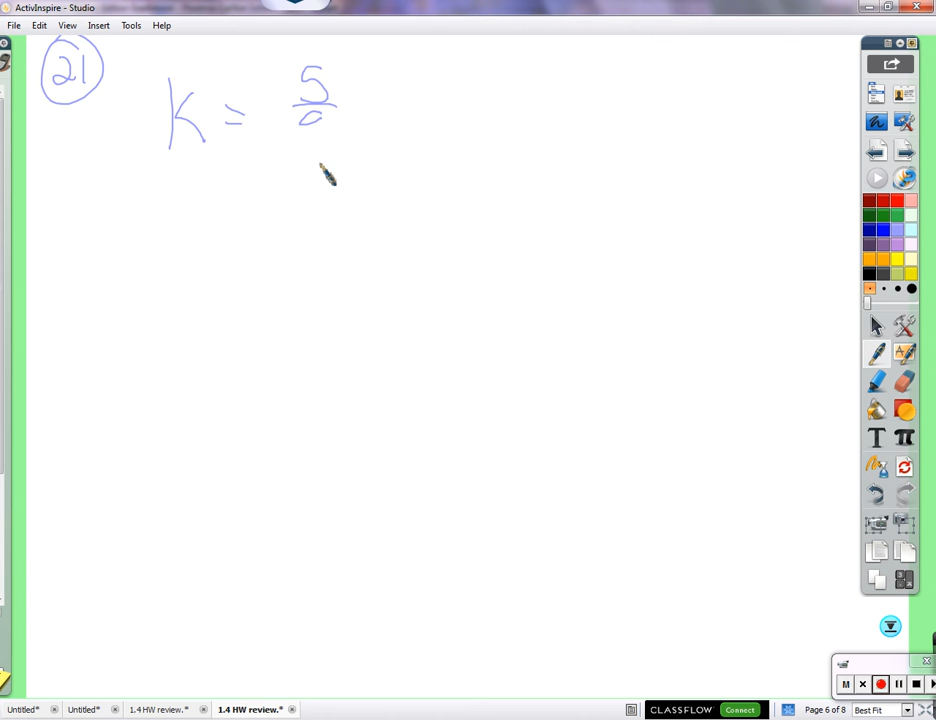 ActivInspire - Studio
File Edit View Insert Tools Help
21
K = 5
Untitled* Untitled* 1.4 HW review.* 1.4 HW review.* CLASSFLOW Connect Page 6 of 8 Best Fit
M
T